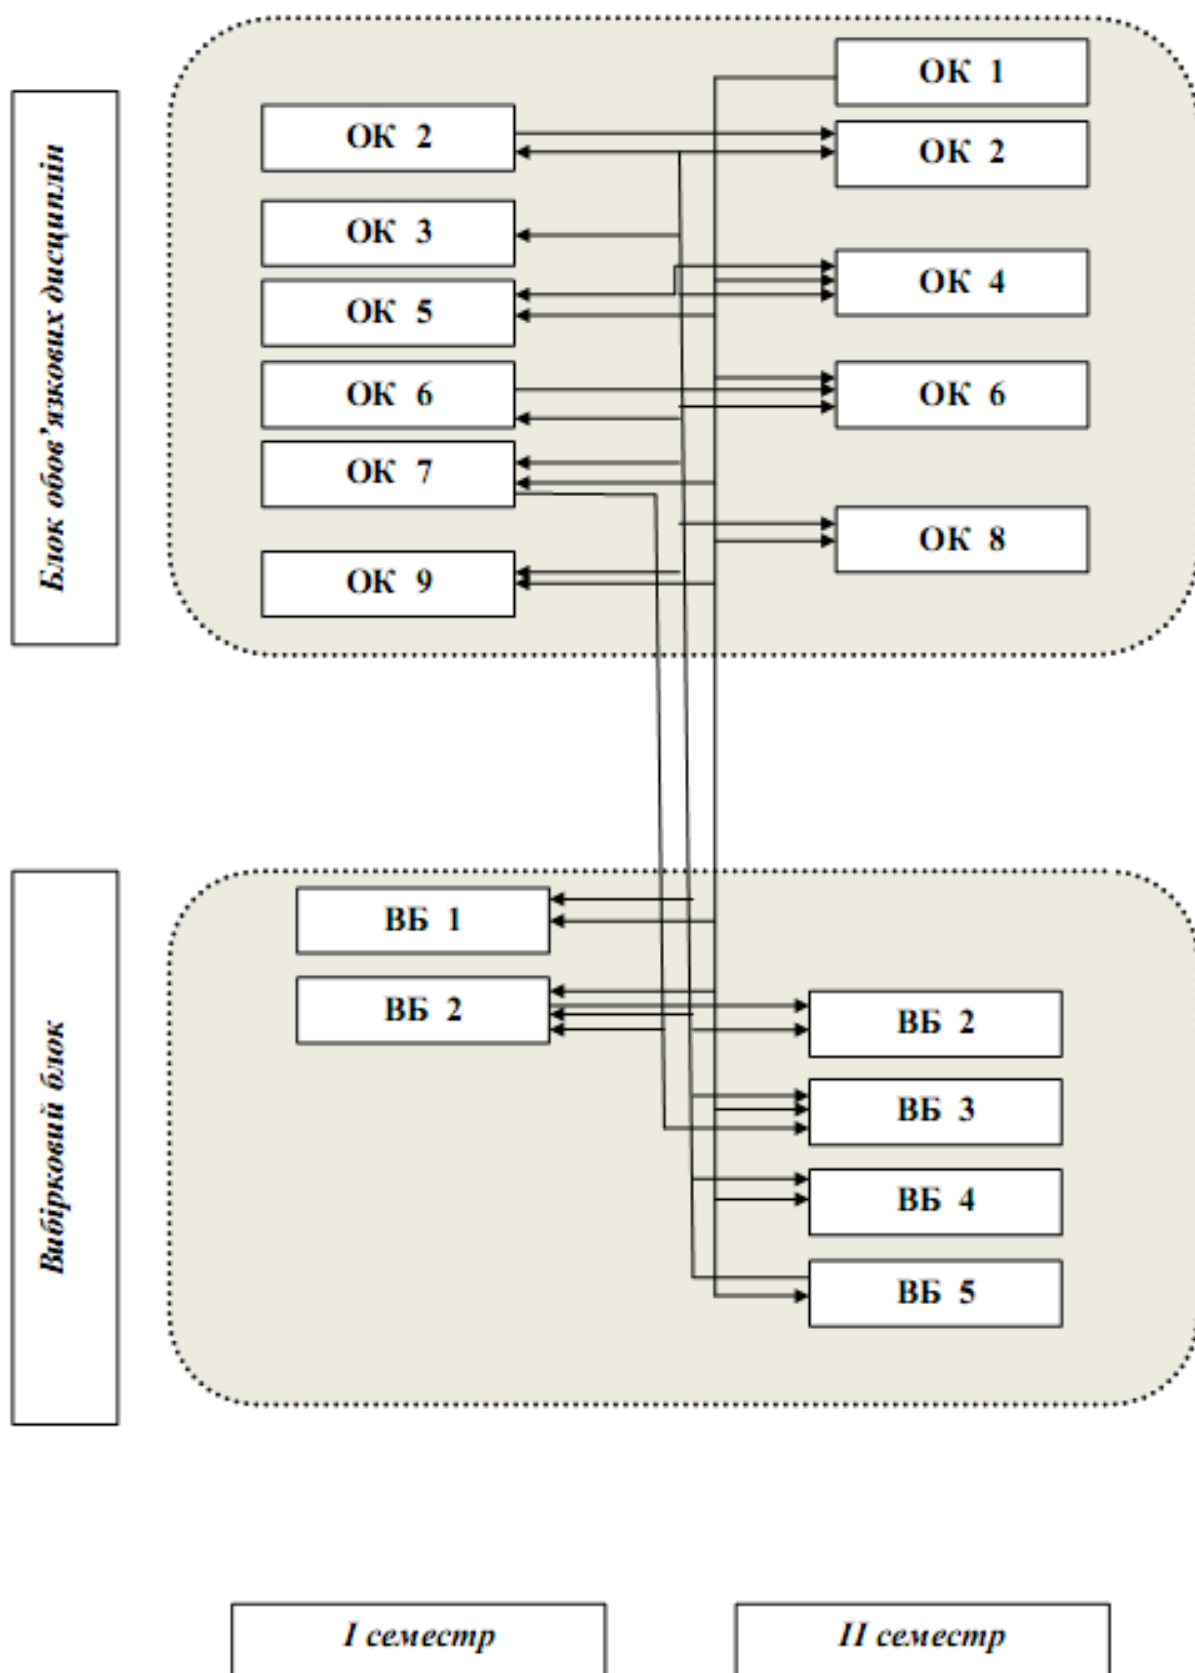 Блок обов’язкових дисциплін
ОК 1
ОК 2
ОК 2
ОК 3
ОК 4
ОК 5
ОК 6
ОК 6
ОК 7
ОК 8
ОК 9
Вибірковий блок
ВБ 1
ВБ 2
ВБ 2
ВБ 3
ВБ 4
ВБ 5
І семестр
ІІ семестр